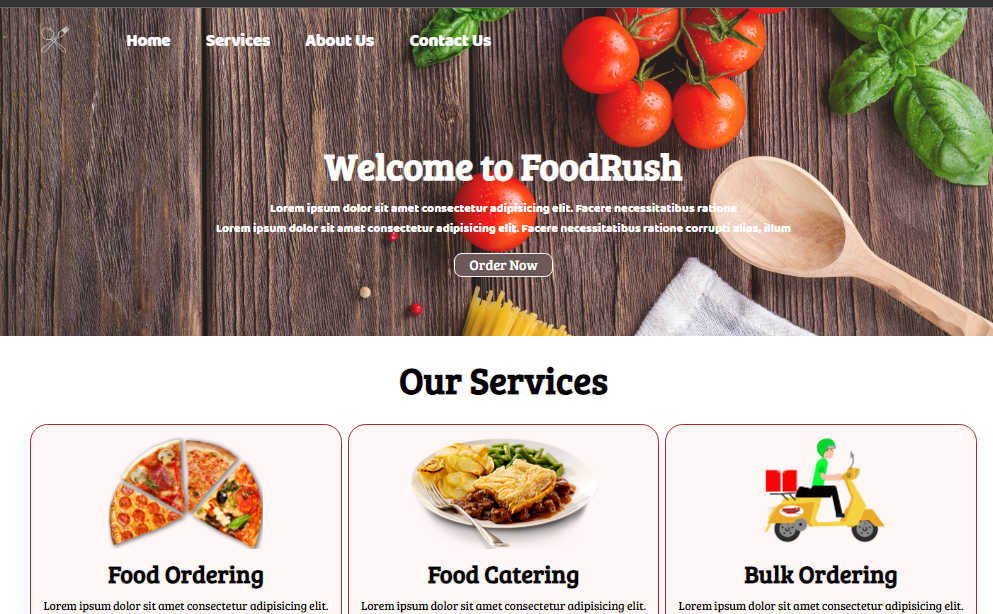 Home Services About Us Contact Us
Welcome to FoodRush
Lorem ipsum dolor sit amet consectetur adipisicing elit. Facere necessitatibus ratione
Lorem ipsum dolor sit amet consectetur adipisicing elit. Facere necessitatibus ratione corrupti alias, illum
Order Now
Our Services
Food Ordering
Lorem ipsum dolor sit amet consectetur adipisicing elit.
Food Catering
Lorem ipsum dolor sit amet consectetur adipisicing elit.
Bulk Ordering
Lorem ipsum dolor sit amet consectetur adipisicing elit.